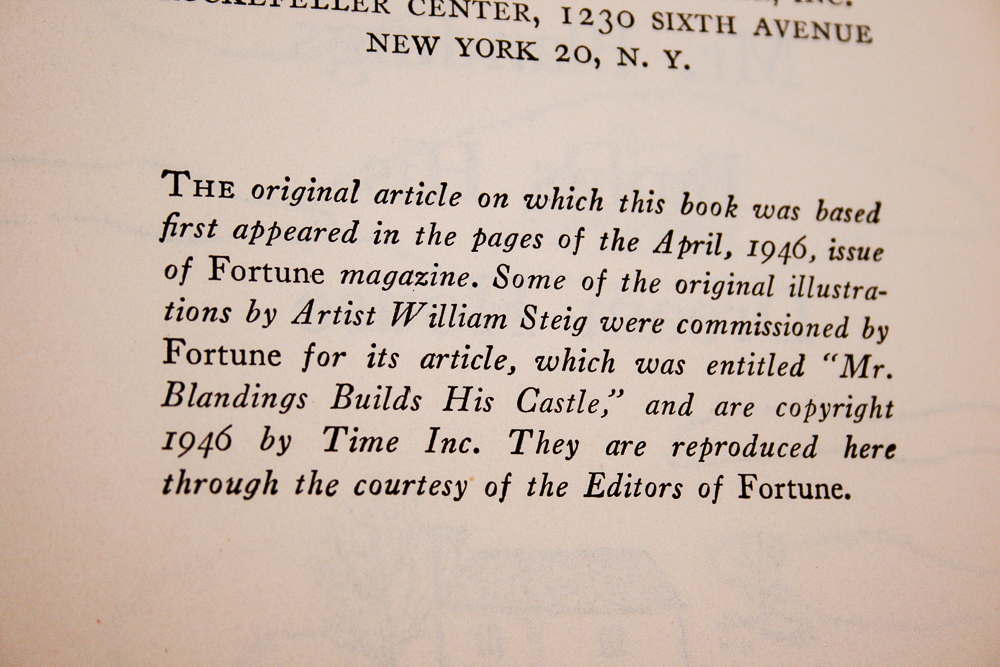 CENTER, 1230 SIXTH AVENUE
NEW YORK 20, N. Y.
THE original article on which this book was based
first appeared in the pages of the April, 1946, issue
of Fortune magazine. Some of the original illustra-
tions by Artist William Steig were commissioned by
Fortune for its article, which was entitled “Mr.
Blandings Builds His Castle,” and are copyright
1946 by Time Inc. They are reproduced here
through the courtesy of the Editors of Fortune.